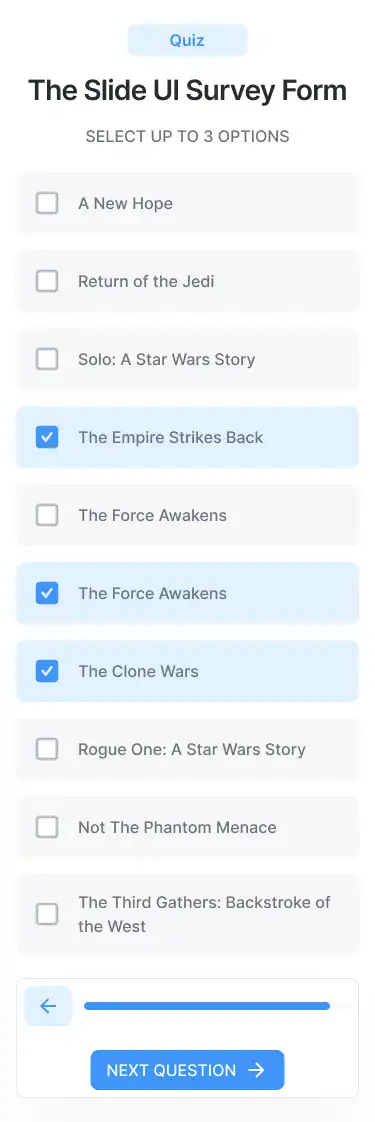 Quiz
The Slide UI Survey Form
SELECT UP TO 3 OPTIONS
A New Hope
Return of the Jedi
Solo: A Star Wars Story
The Empire Strikes Back
The Force Awakens
The Force Awakens
The Clone Wars
Rogue One: A Star Wars Story
Not The Phantom Menace
The Third Gathers: Backstroke of
the West
NEXT QUESTION